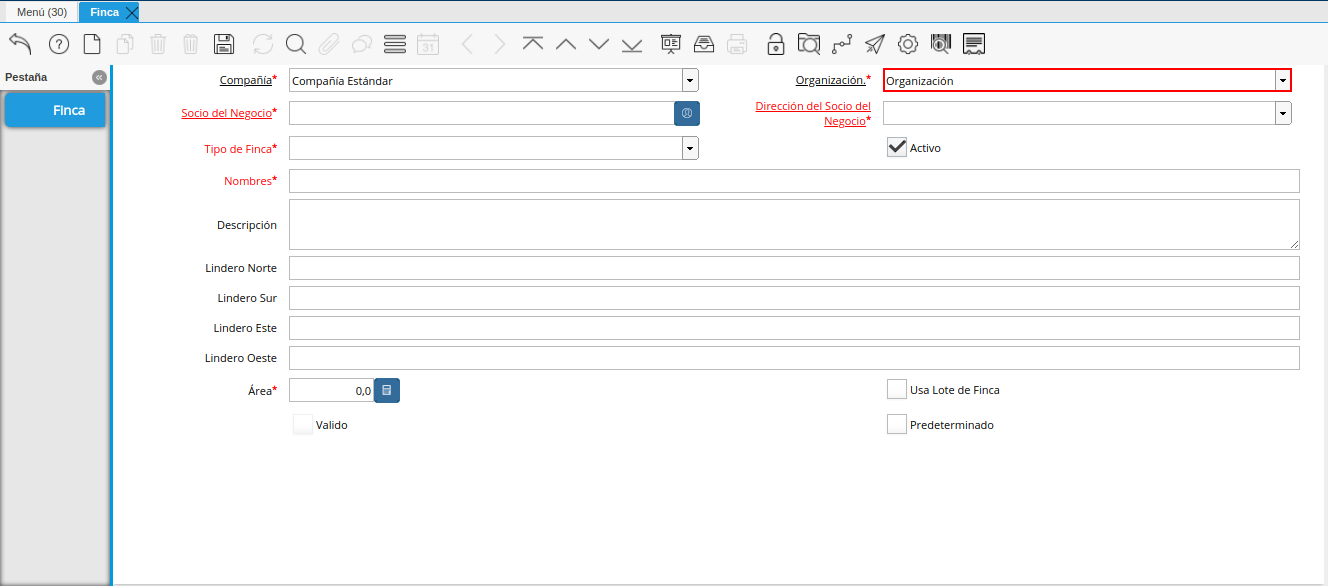 Menú (30)
Finca
31
Pestaña
Finca
Compañía*
Compañía Estándar
Organización.*
Organización
Socio del Negocio*
Dirección del Socio del
Negocio*
Tipo de Finca*
Activo
Nombres*
Descripción
Lindero Norte
Lindero Sur
Lindero Este
Lindero Oeste
Área*
0,0
Usa Lote de Finca
Valido
Predeterminado